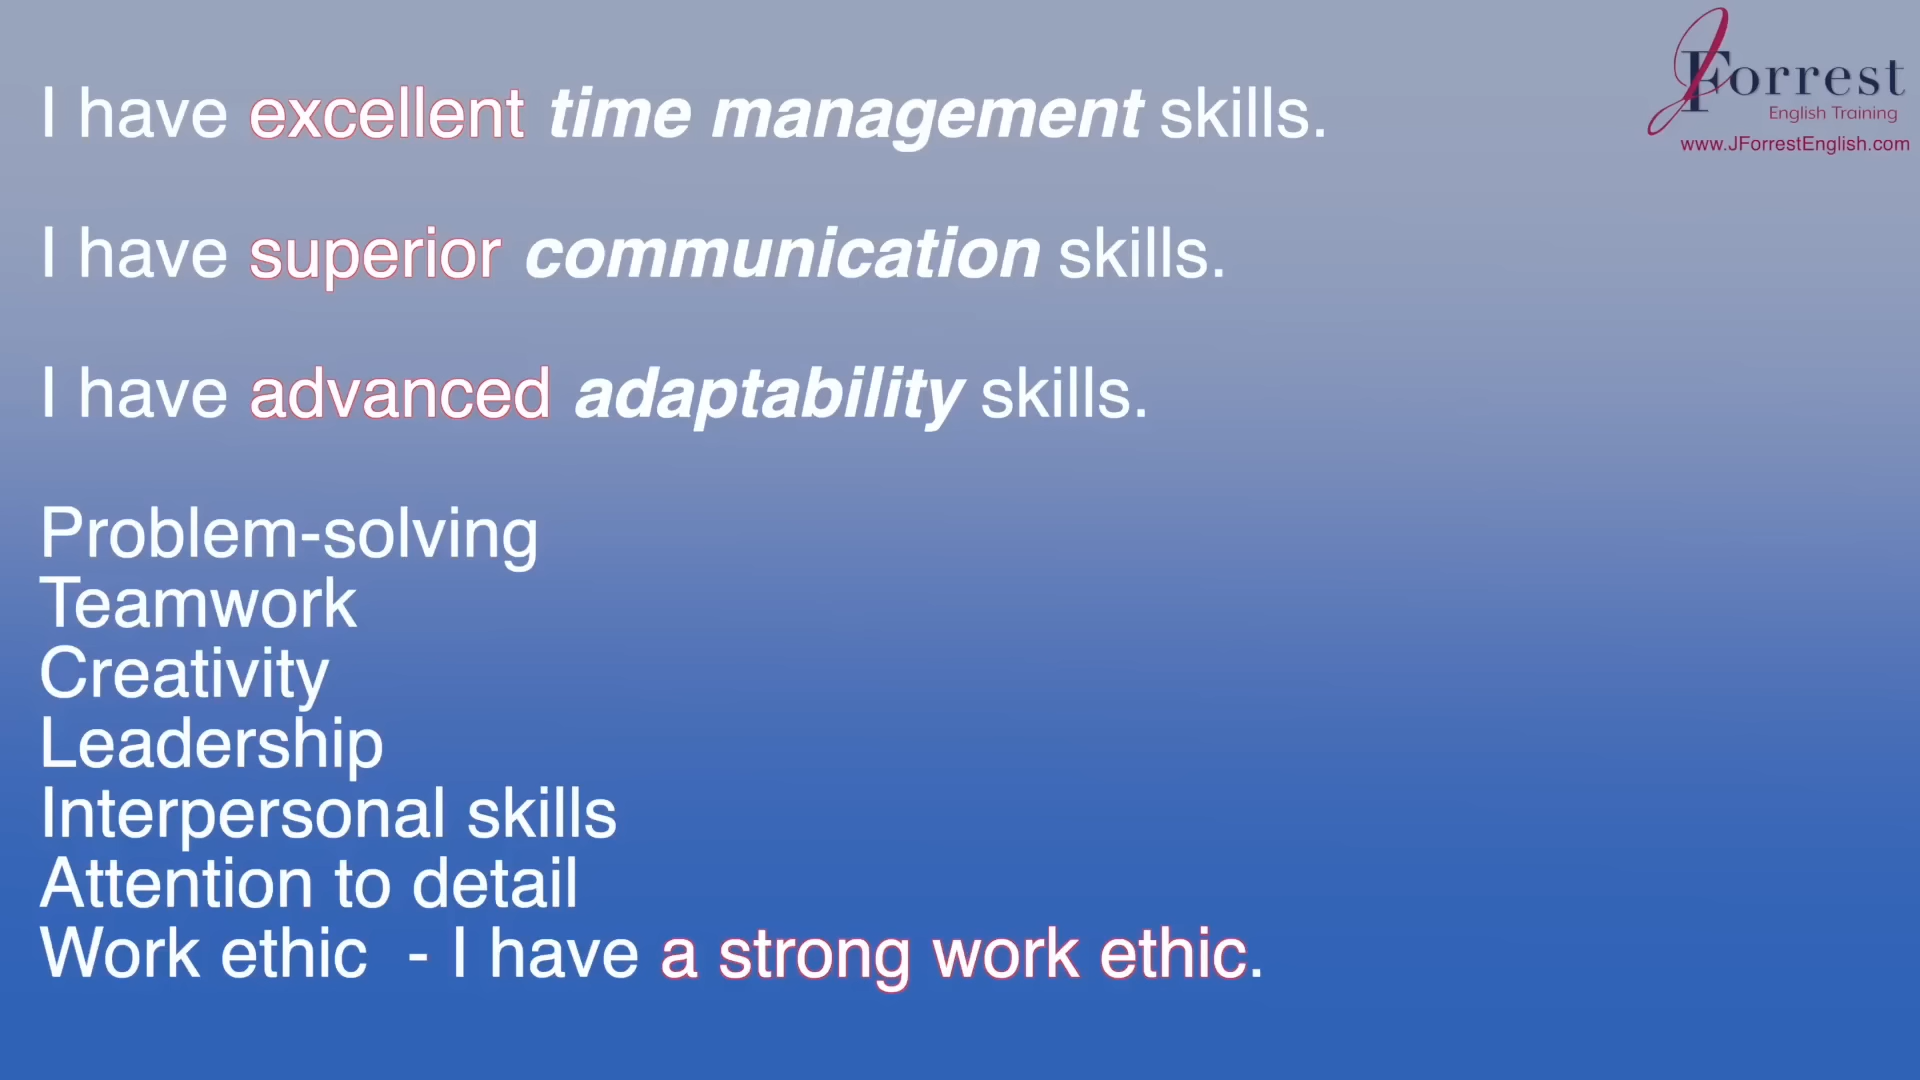 I have excellent time management skills.
I have superior communication skills.
I have advanced adaptability skills.
Problem-solving
Teamwork
Creativity
Leadership
Interpersonal skills
Attention to detail
Work ethic  - I have a strong work ethic.
JForrest
English Training
www.JForrestEnglish.com